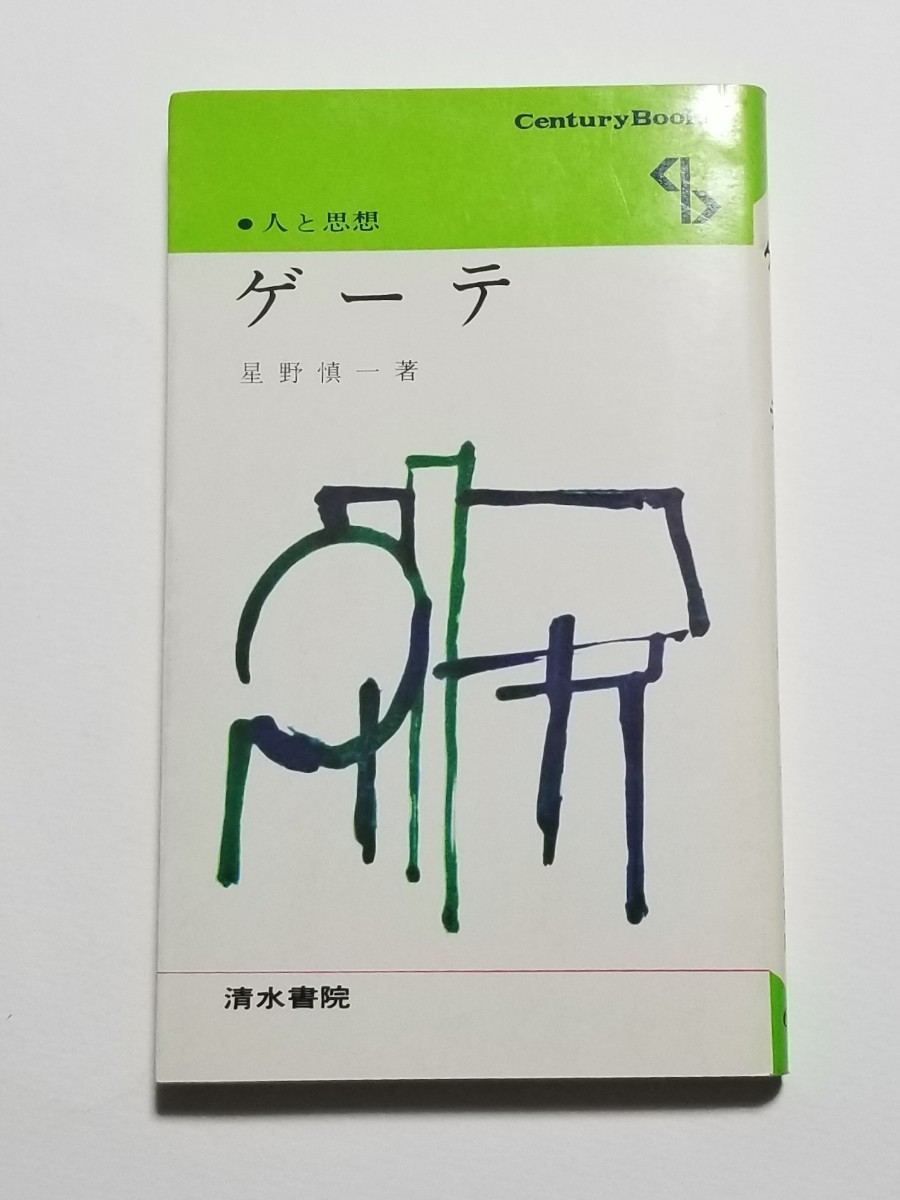 CenturyBooks
●人と思想
ゲーテ
星野慎一著
清水書院